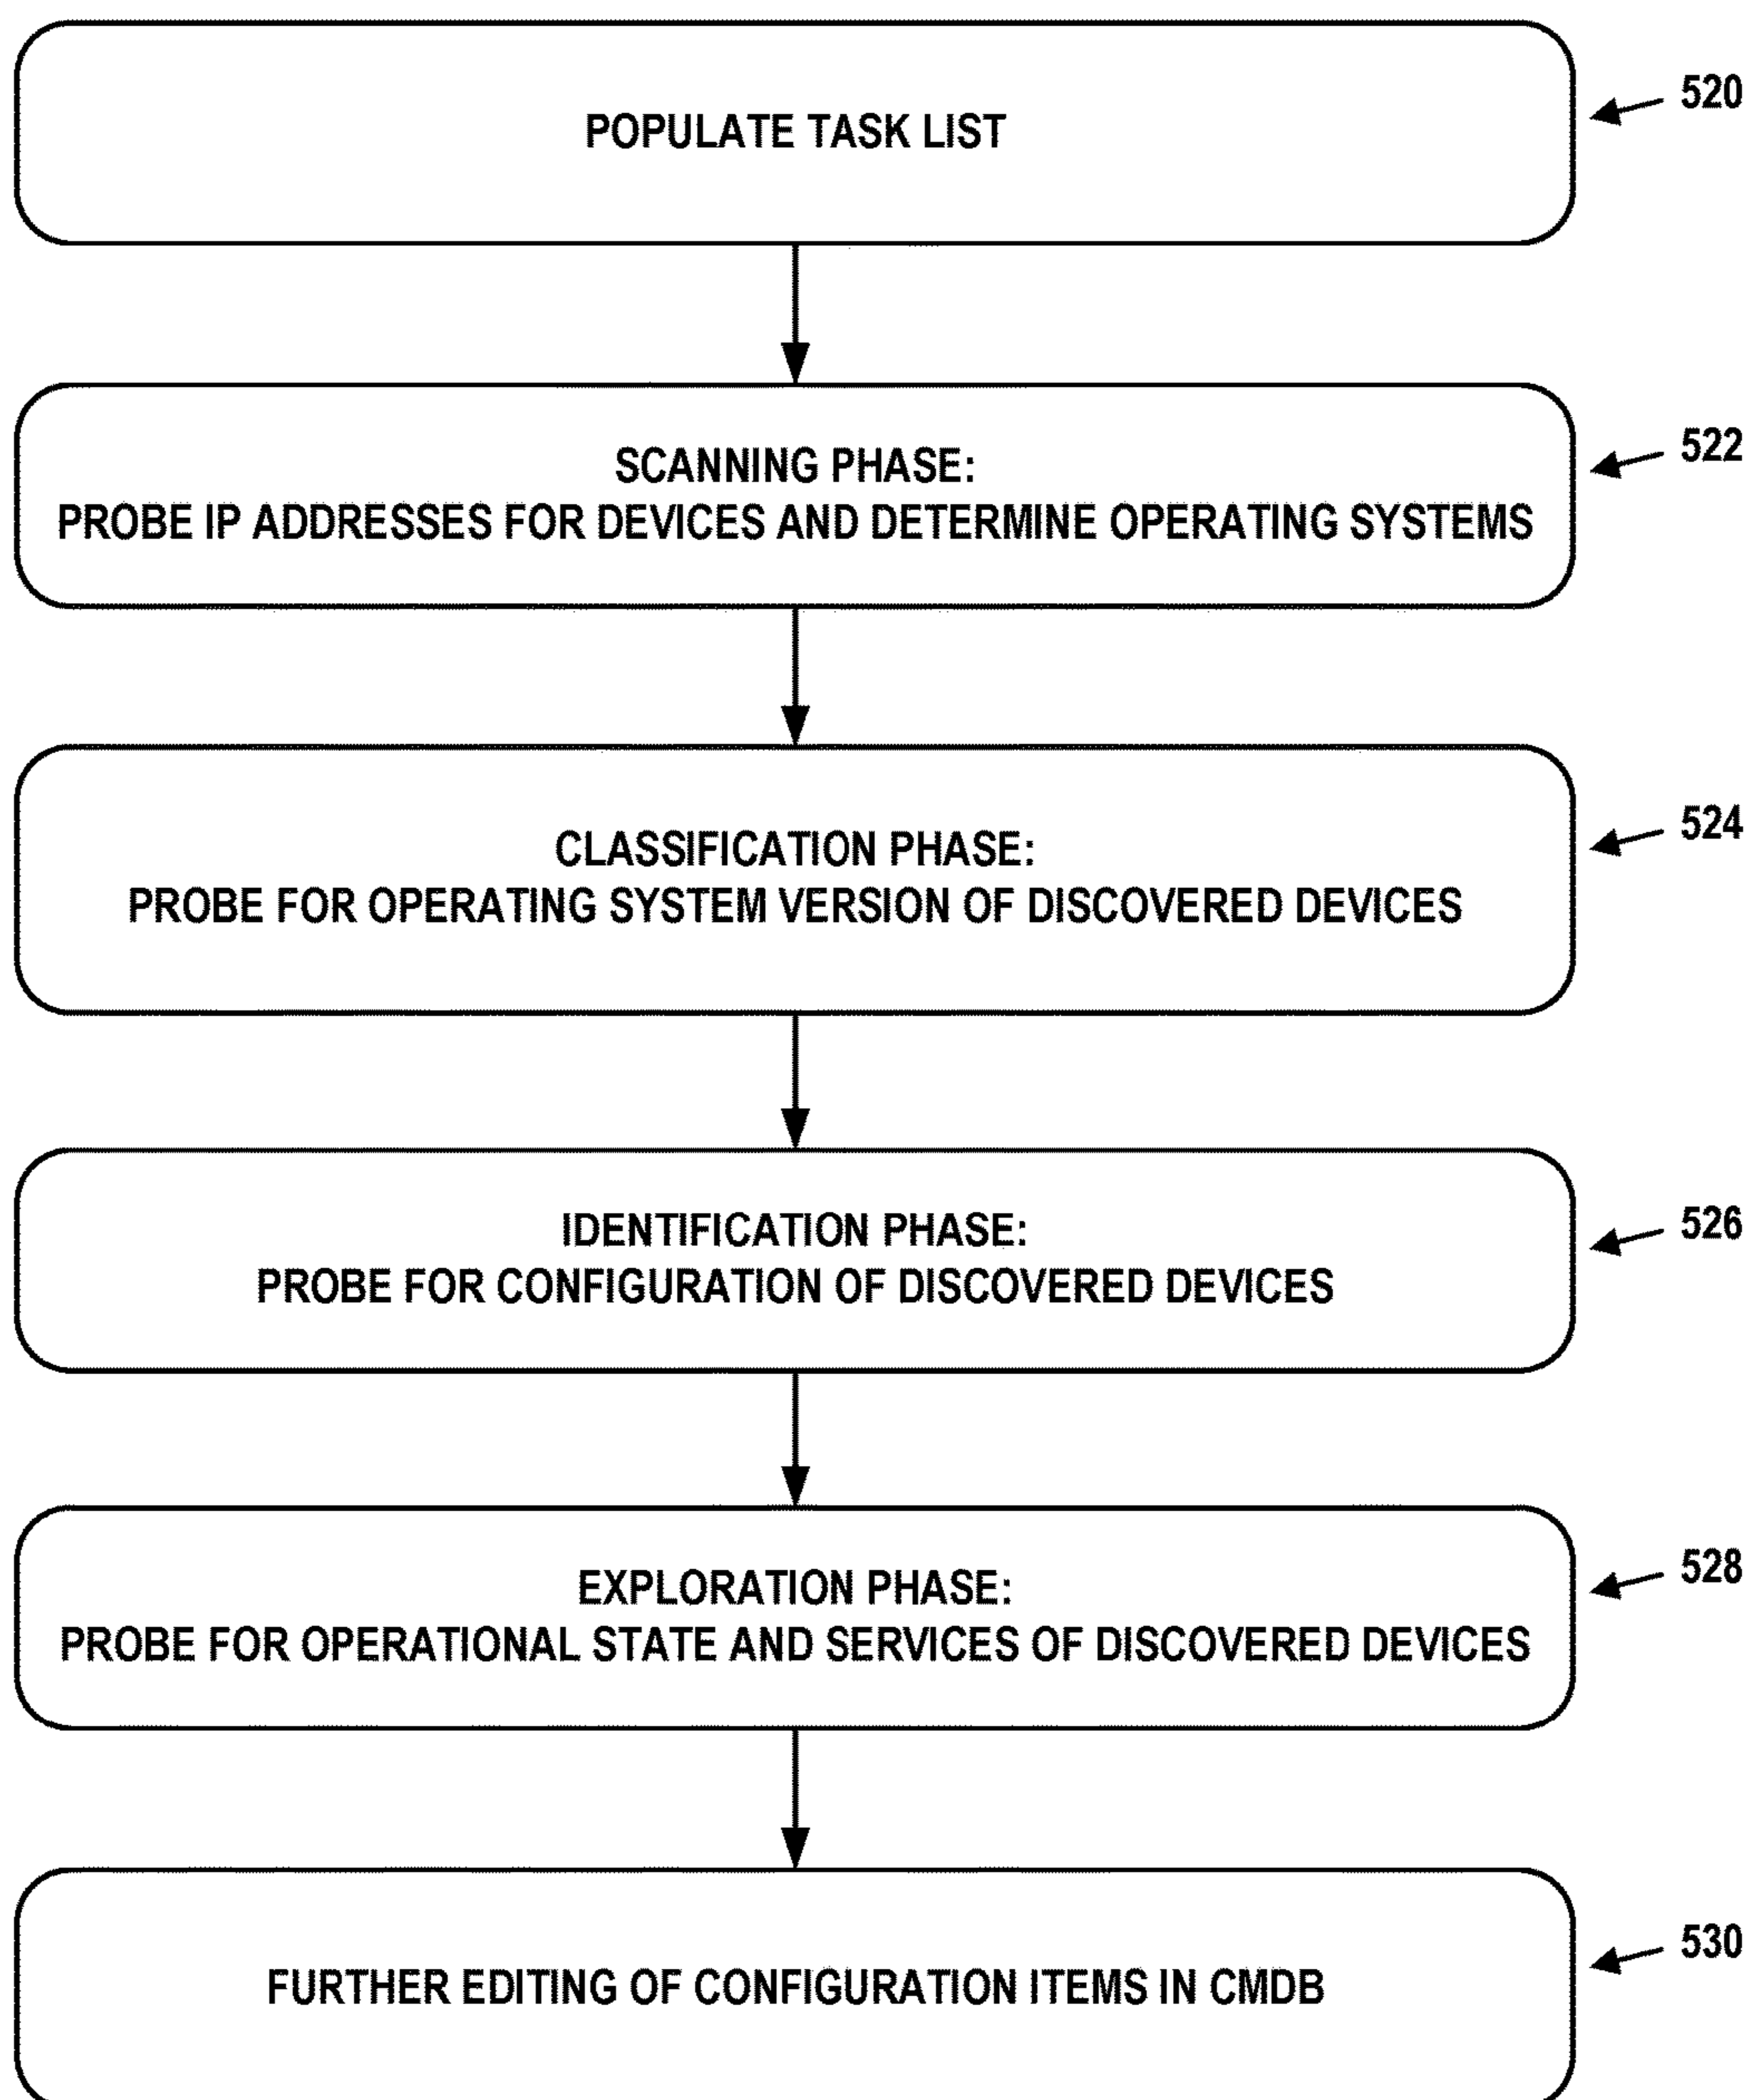 POPULATE TASK LIST
520
SCANNING PHASE:
PROBE IP ADDRESSES FOR DEVICES AND DETERMINE OPERATING SYSTEMS
522
CLASSIFICATION PHASE:
PROBE FOR OPERATING SYSTEM VERSION OF DISCOVERED DEVICES
524
IDENTIFICATION PHASE:
PROBE FOR CONFIGURATION OF DISCOVERED DEVICES
526
EXPLORATION PHASE:
PROBE FOR OPERATIONAL STATE AND SERVICES OF DISCOVERED DEVICES
528
FURTHER EDITING OF CONFIGURATION ITEMS IN CMDB
530